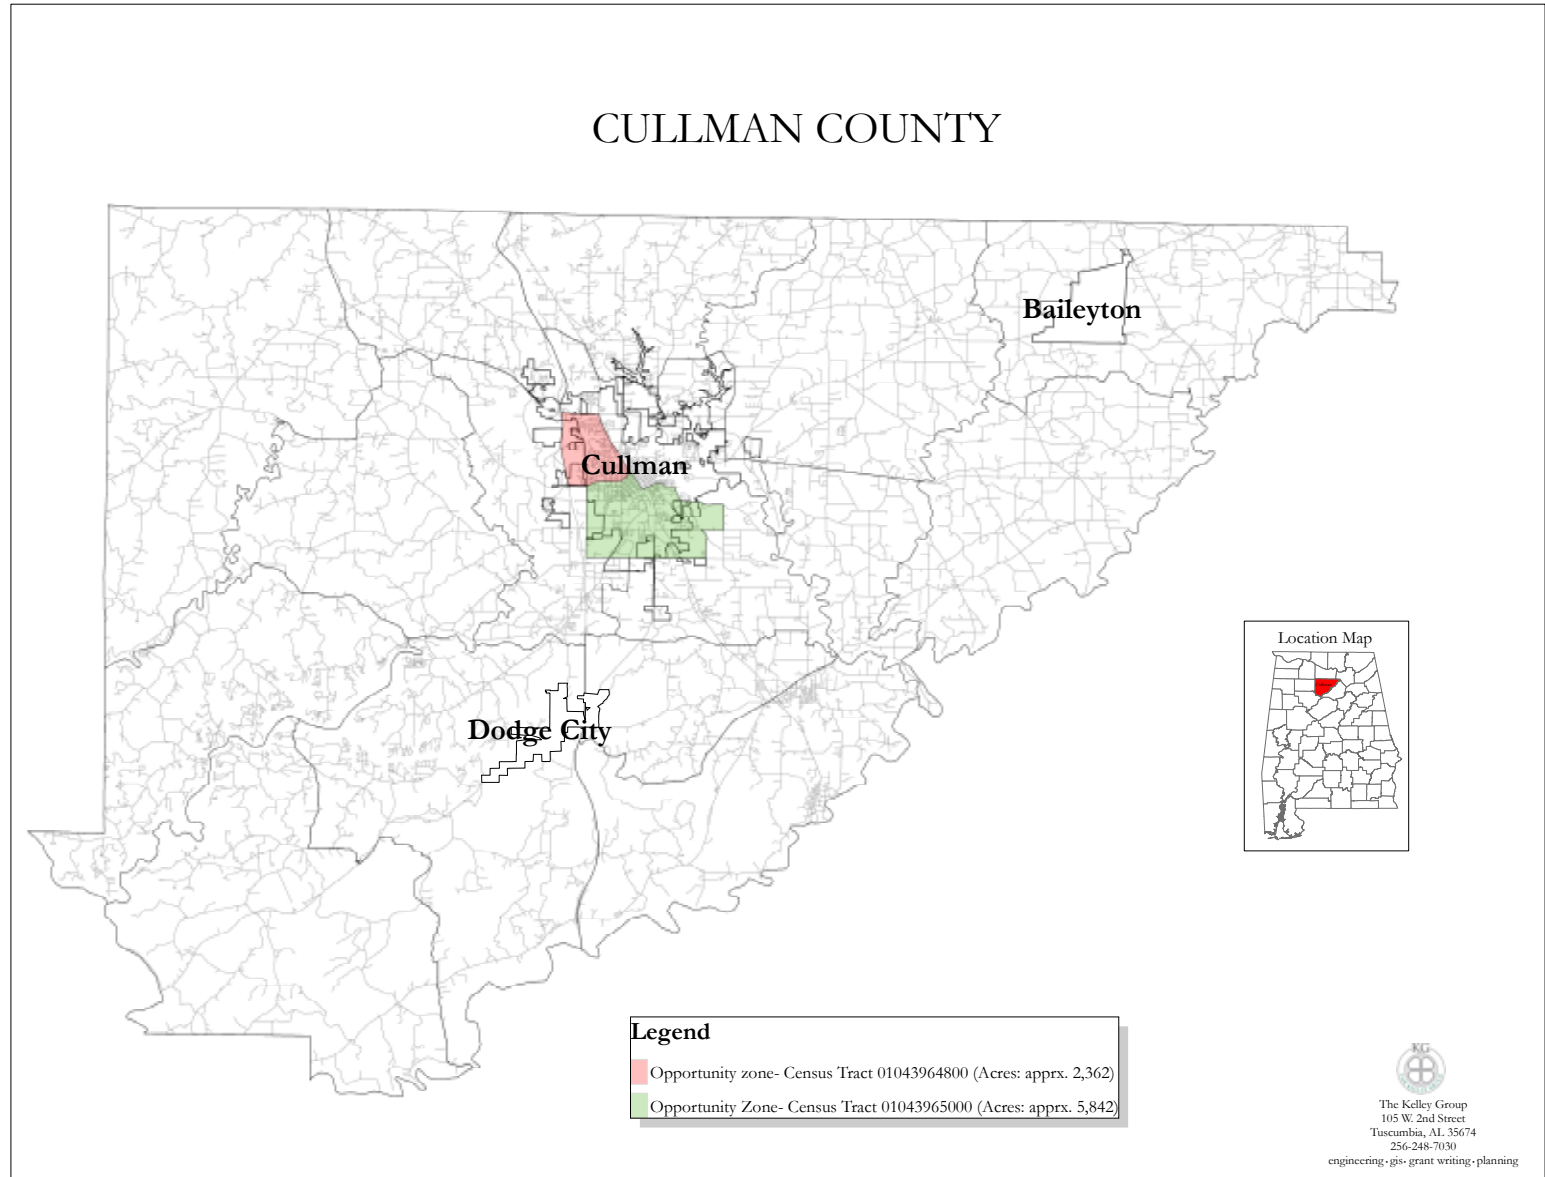 CULLMAN COUNTY
Baileyton
Cullman
Location Map
Dodge City
Legend
Opportunity zone- Census Tract 01043964800 (Acres: apprx. 2,362)
Opportunity Zone- Census Tract 01043965000 (Acres: apprx. 5,842)
KG
The Kelley Group
105 W. 2nd Street
Tuscumbia, AL 35674
256-248-7030
engineering · gis · grant writing · planning